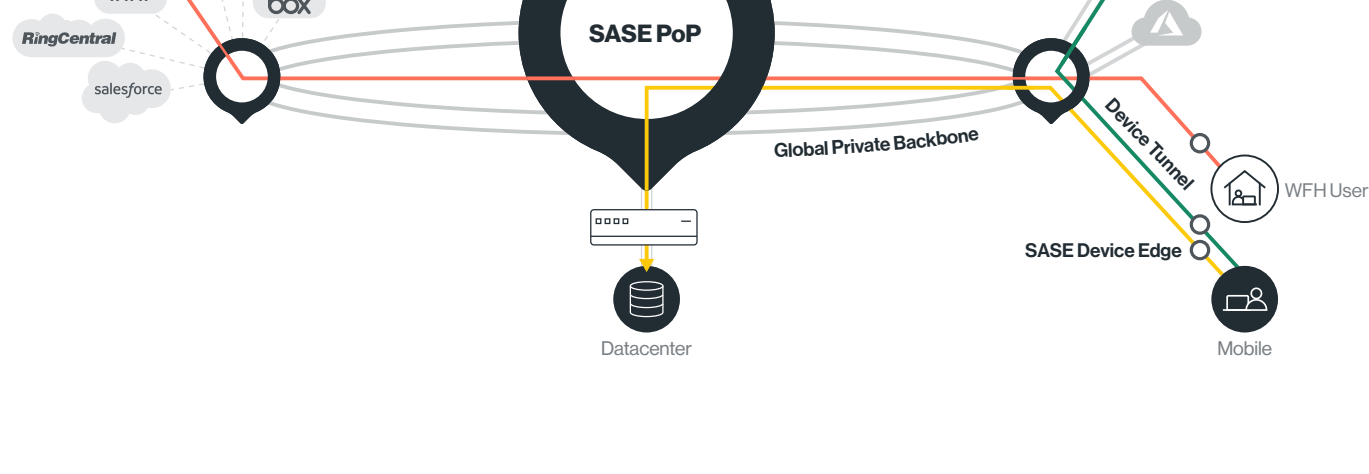 box
SASE PoP
RingCentral
salesforce
Device Tunnel
Global Private Backbone
WFH User
SASE Device Edge
Datacenter
Mobile